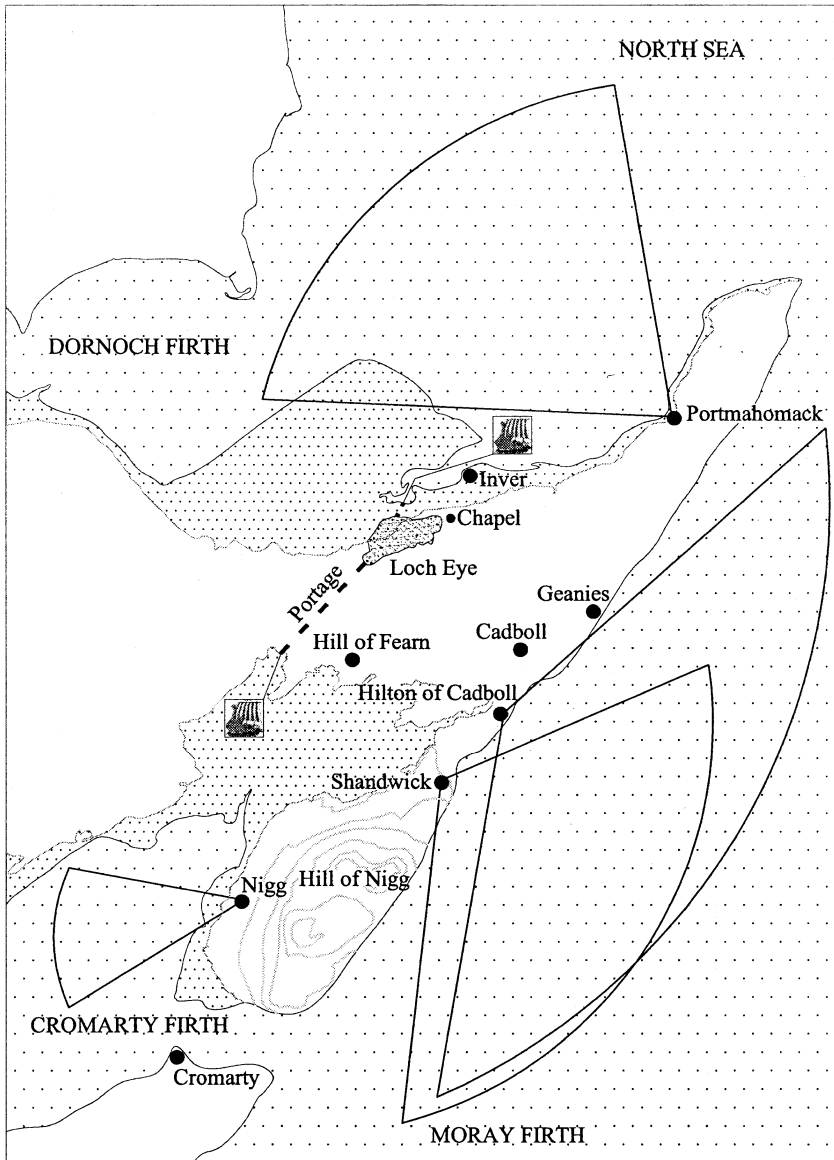 NORTH SEA
DORNOCH FIRTH
Portmahomack
Inver
Chapel
Loch Eye
Portage
Geanies
Cadboll
Hill of Fearn
Hilton of Cadboll
Shandwick
Hill of Nigg
Nigg
CROMARTY FIRTH
Cromarty
MORAY FIRTH